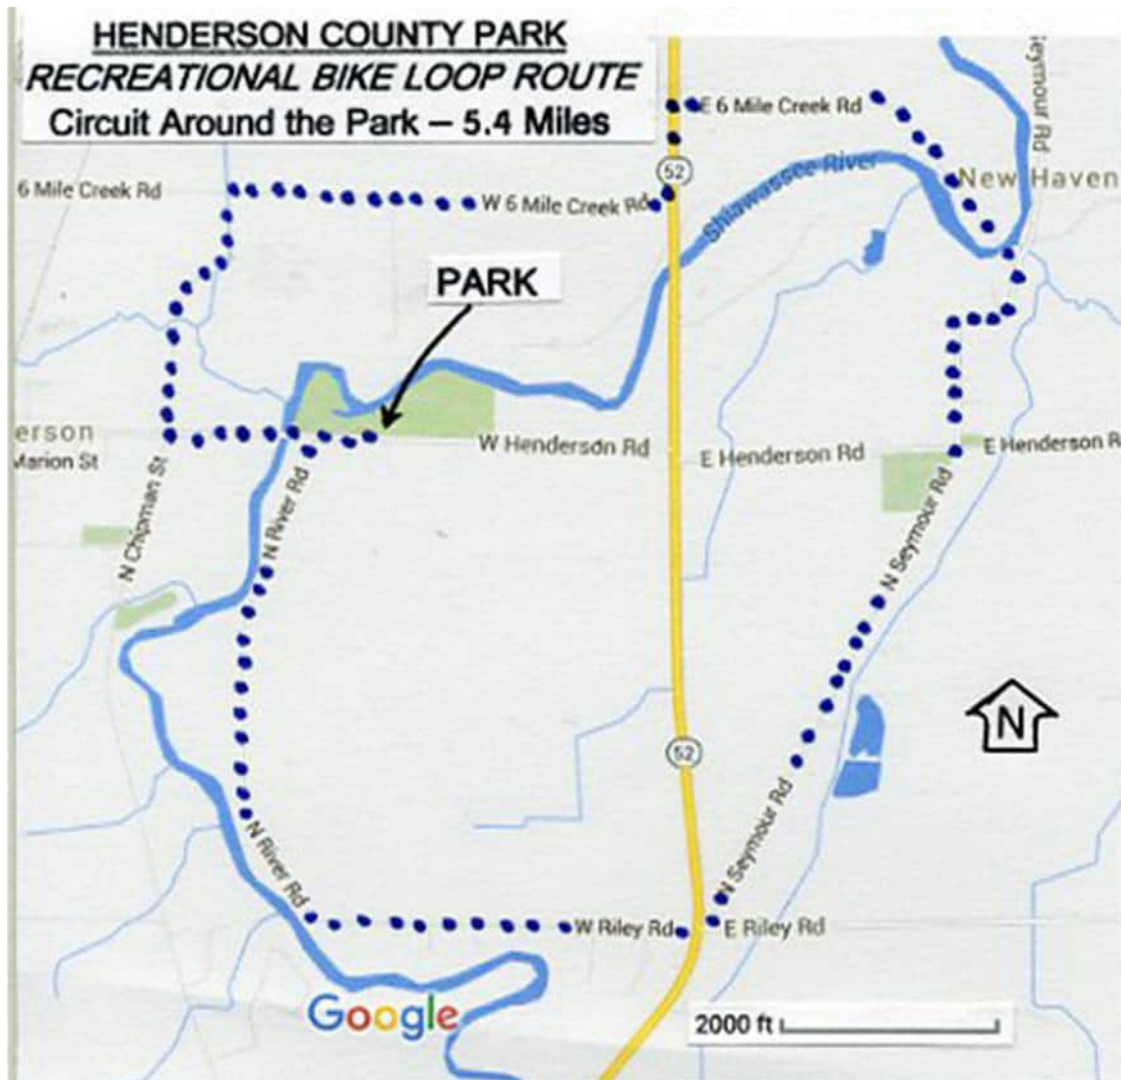 HENDERSON COUNTY PARK
RECREATIONAL BIKE LOOP ROUTE
Circuit Around the Park – 5.4 Miles
E 6 Mile Creek Rd
eymour Rd
52
6 Mile Creek Rd
W 6 Mile Creek Rd
Shiawassee River
New Haven
PARK
erson
Marion St
W Henderson Rd
E Henderson Rd
E Henderson R
N Chipman St
N River Rd
N Seymour Rd
N
52
N Seymour Rd
N River Rd
W Riley Rd
E Riley Rd
Google
2000 ft